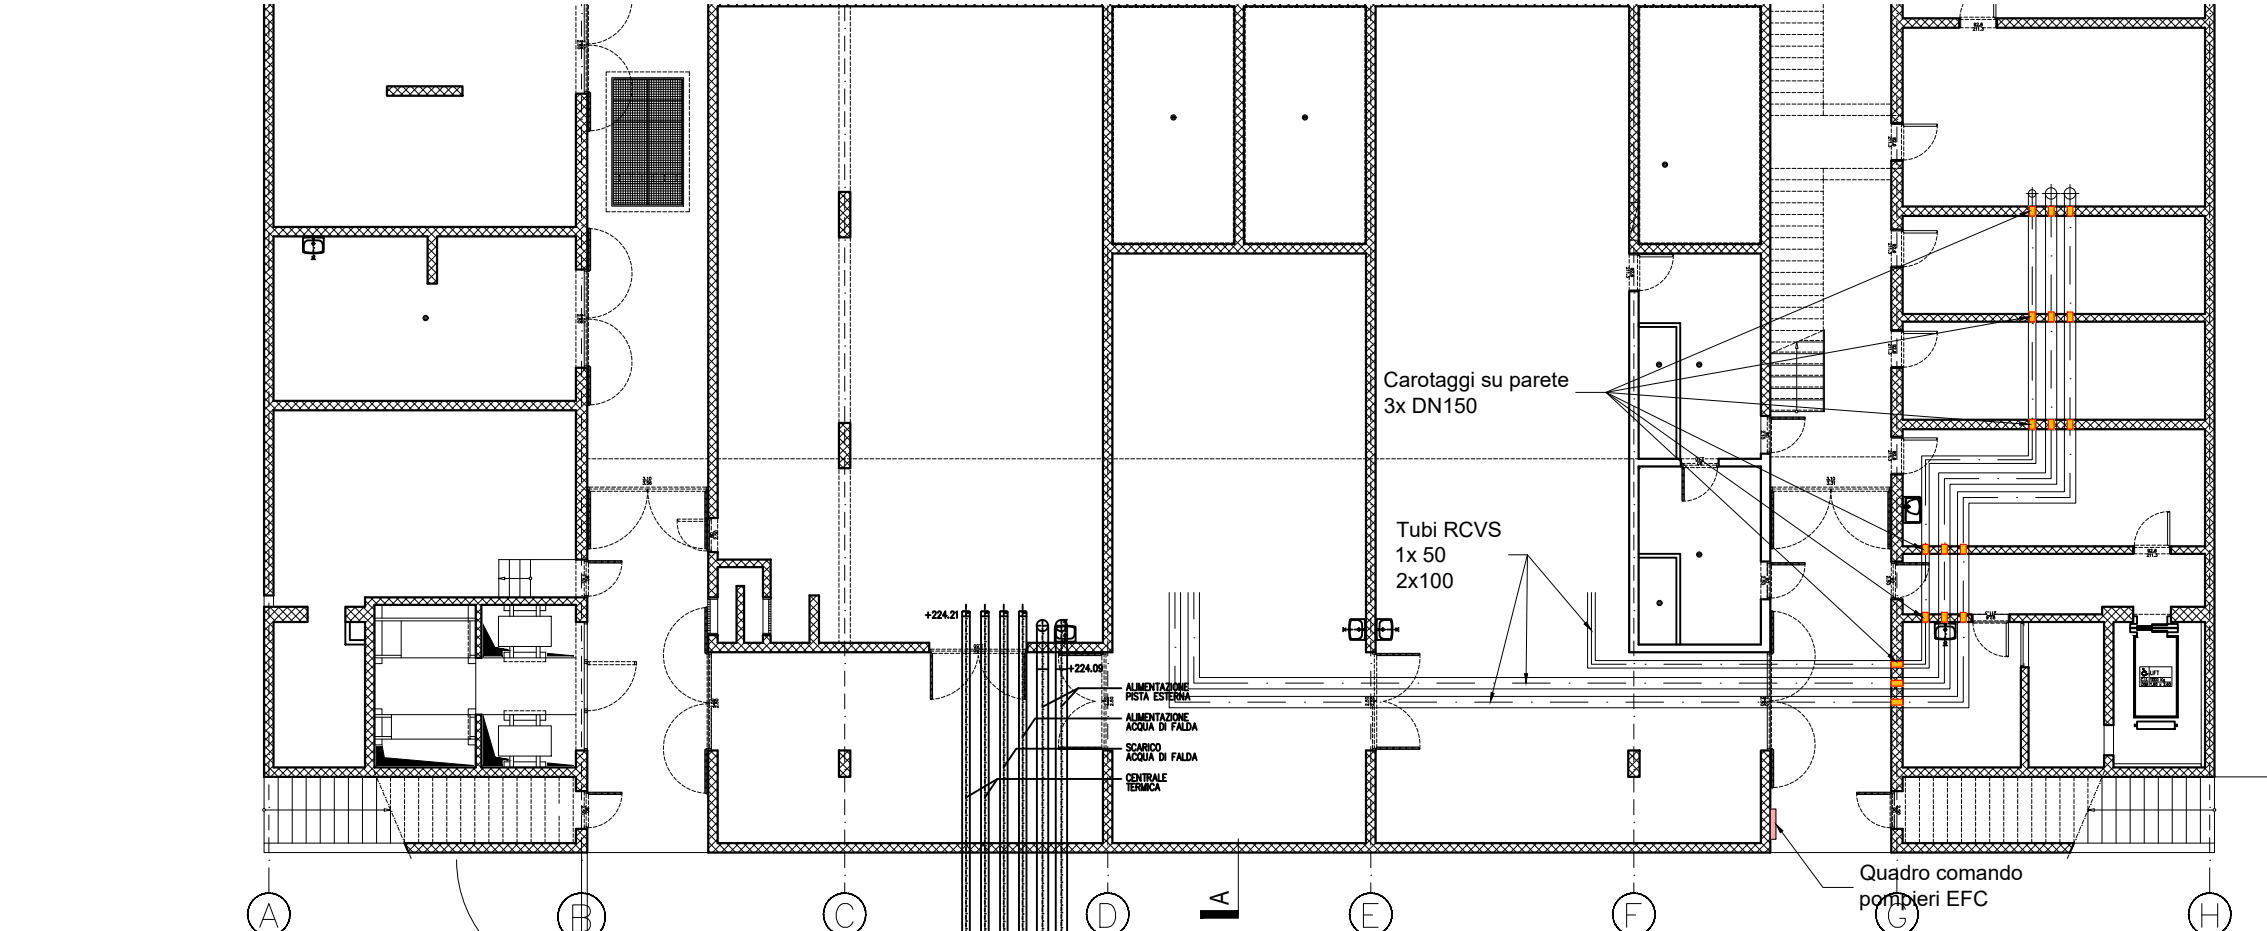 Carotaggi su parete
3x DN150
Tubi RCVS
1x 50
2x100
+224.21
+224.09
ALIMENTAZIONE
PISTA ESTERNA
ALIMENTAZIONE
ACQUA DI FALDA
SCARICO
ACQUA DI FALDA
CENTRALE
TERMICA
LIFT
Quadro comando
pompieri EFC
A
A
B
C
D
E
F
G
H